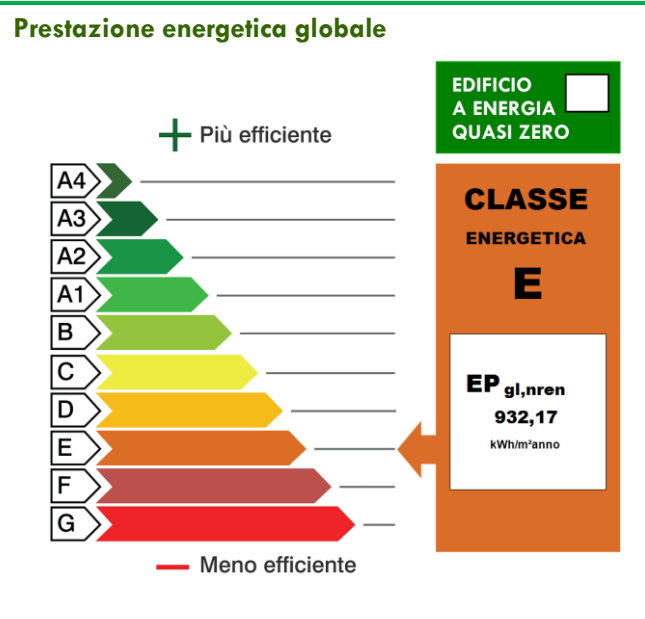 Prestazione energetica globale
EDIFICIO
A ENERGIA
QUASI ZERO
Più efficiente
A4
A3
A2
A1
B
C
D
E
F
G
Meno efficiente
CLASSE
ENERGETICA
E
EP gl,nren
932,17
kWh/m²anno